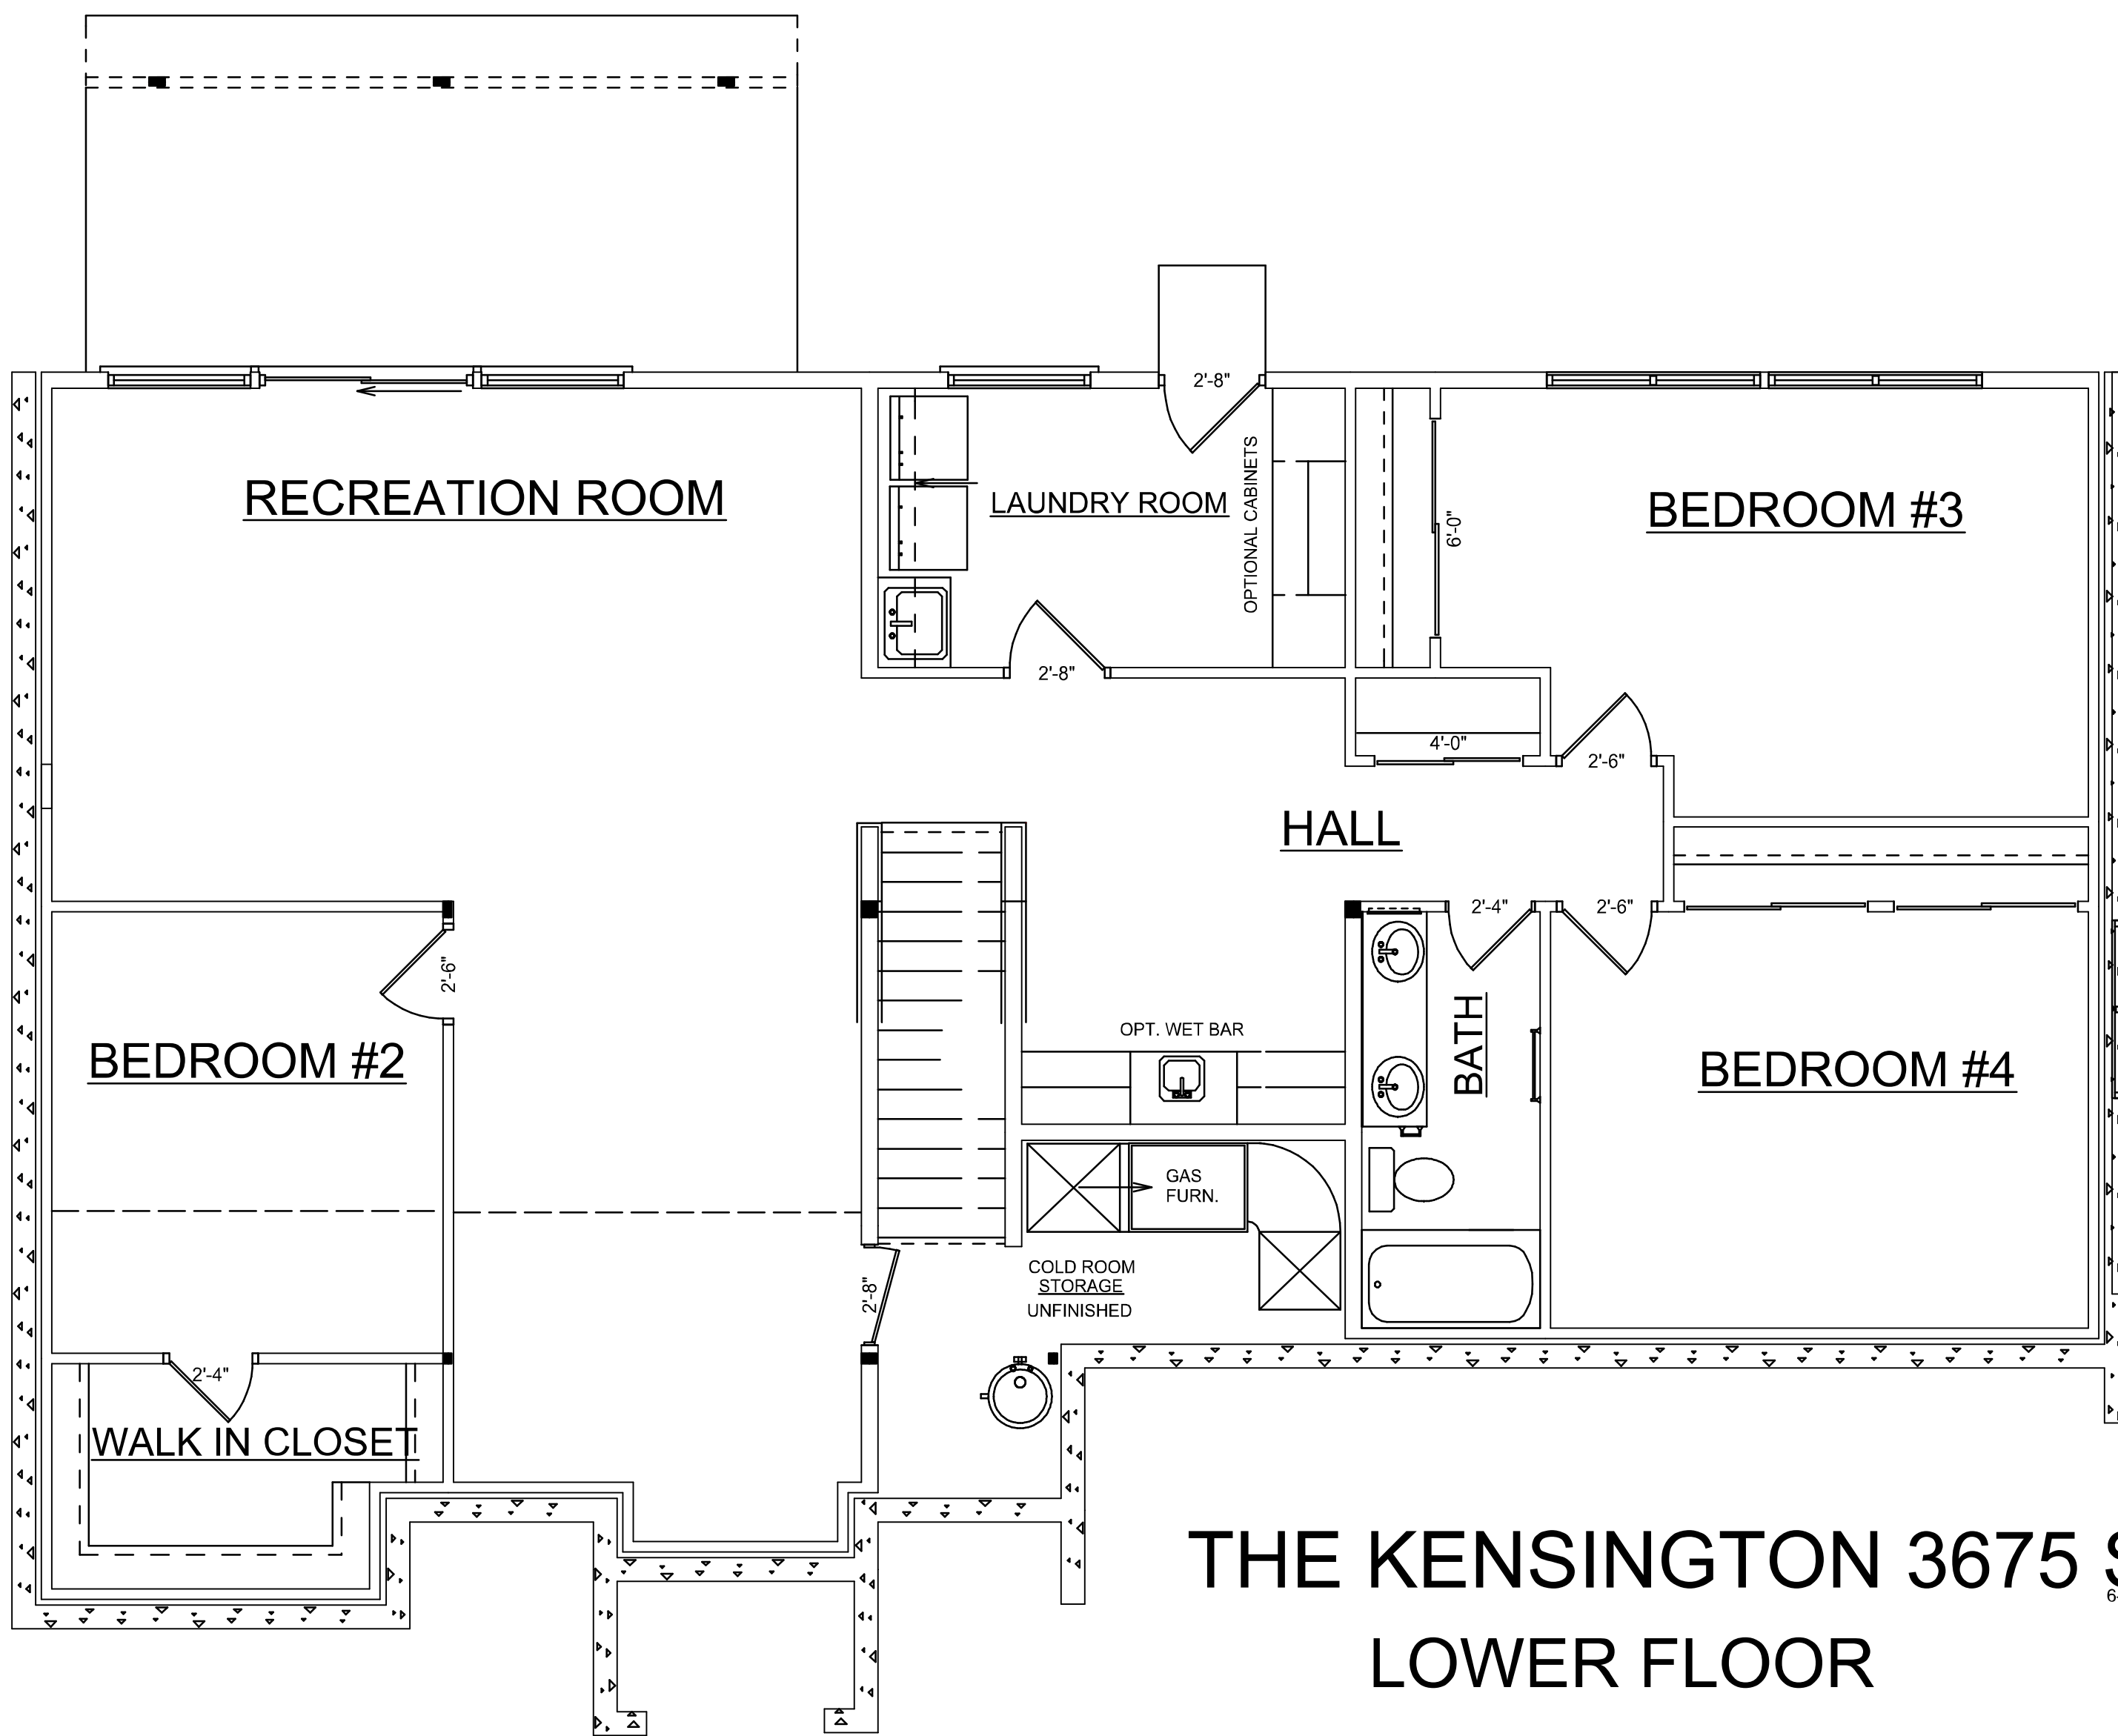 2'-8"
RECREATION ROOM
LAUNDRY ROOM
OPTIONAL CABINETS
6'-0"
BEDROOM #3
2'-8"
4'-0"
2'-6"
HALL
2'-4"
2'-6"
2'-6"
BEDROOM #2
OPT. WET BAR
BATH
BEDROOM #4
GAS
FURN.
COLD ROOM
STORAGE
UNFINISHED
2'-8"
2'-4"
WALK IN CLOSET
THE KENSINGTON 3675
LOWER FLOOR